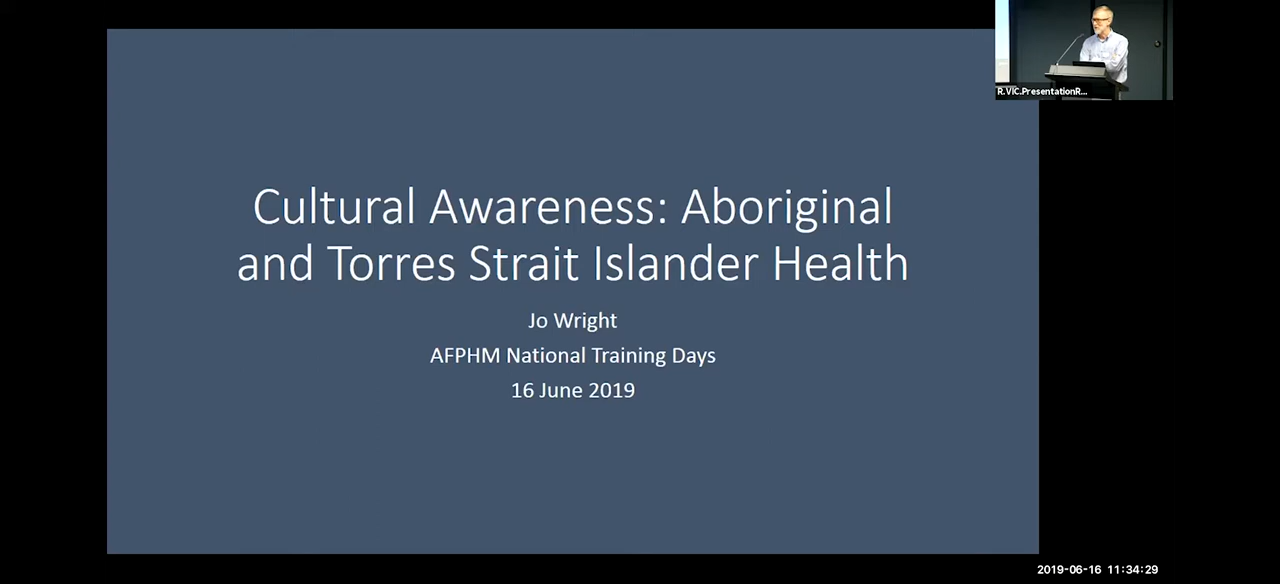 R.VIC.PresentationR...
Cultural Awareness: Aboriginal
and Torres Strait Islander Health
Jo Wright
AFPHM National Training Days
16 June 2019
2019-06-16 11:34:29